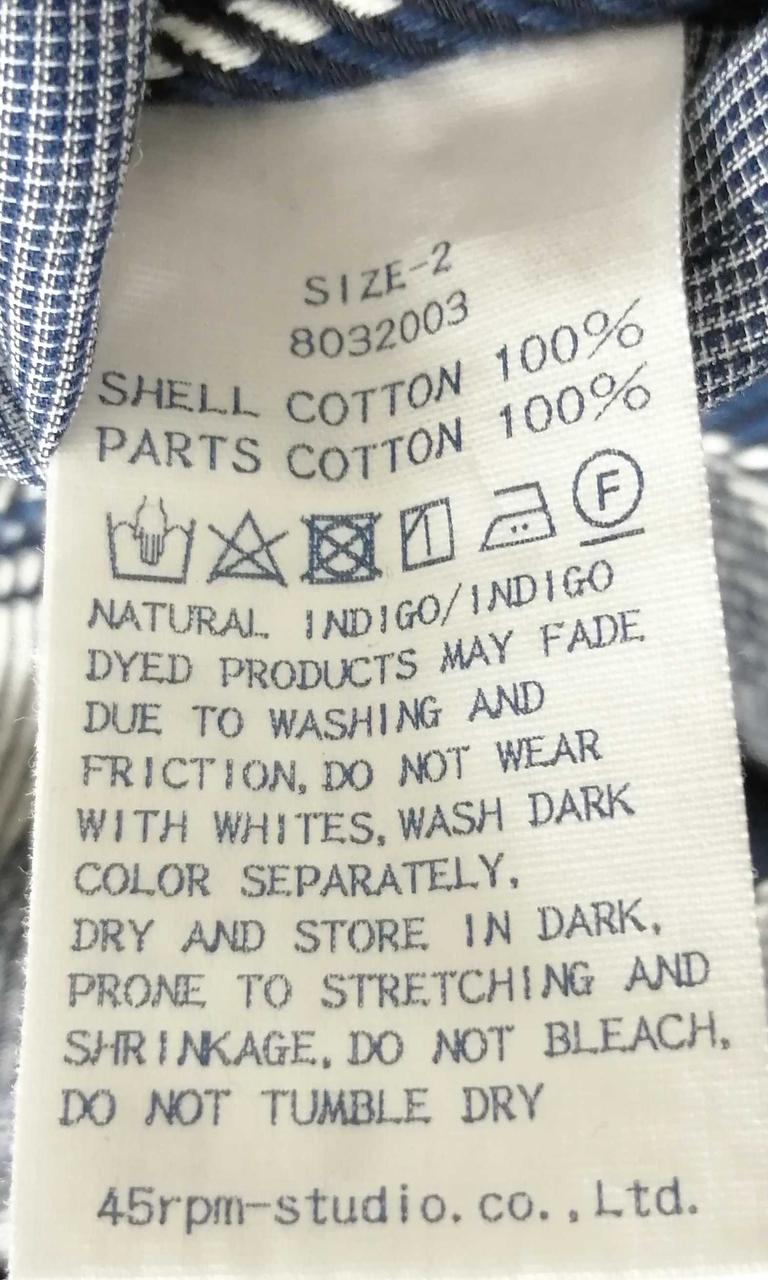 SIZE-2
8032003
SHELL COTTON 100%
PARTS COTTON 100%
F
NATURAL INDIGO/INDIGO
DYED PRODUCTS MAY FADE
DUE TO WASHING AND
FRICTION, DO NOT WEAR
WITH WHITES, WASH DARK
COLOR SEPARATELY,
DRY AND STORE IN DARK,
PRONE TO STRETCHING AND
SHRINKAGE, DO NOT BLEACH,
DO NOT TUMBLE DRY
45rpm-studio.co.,Ltd.